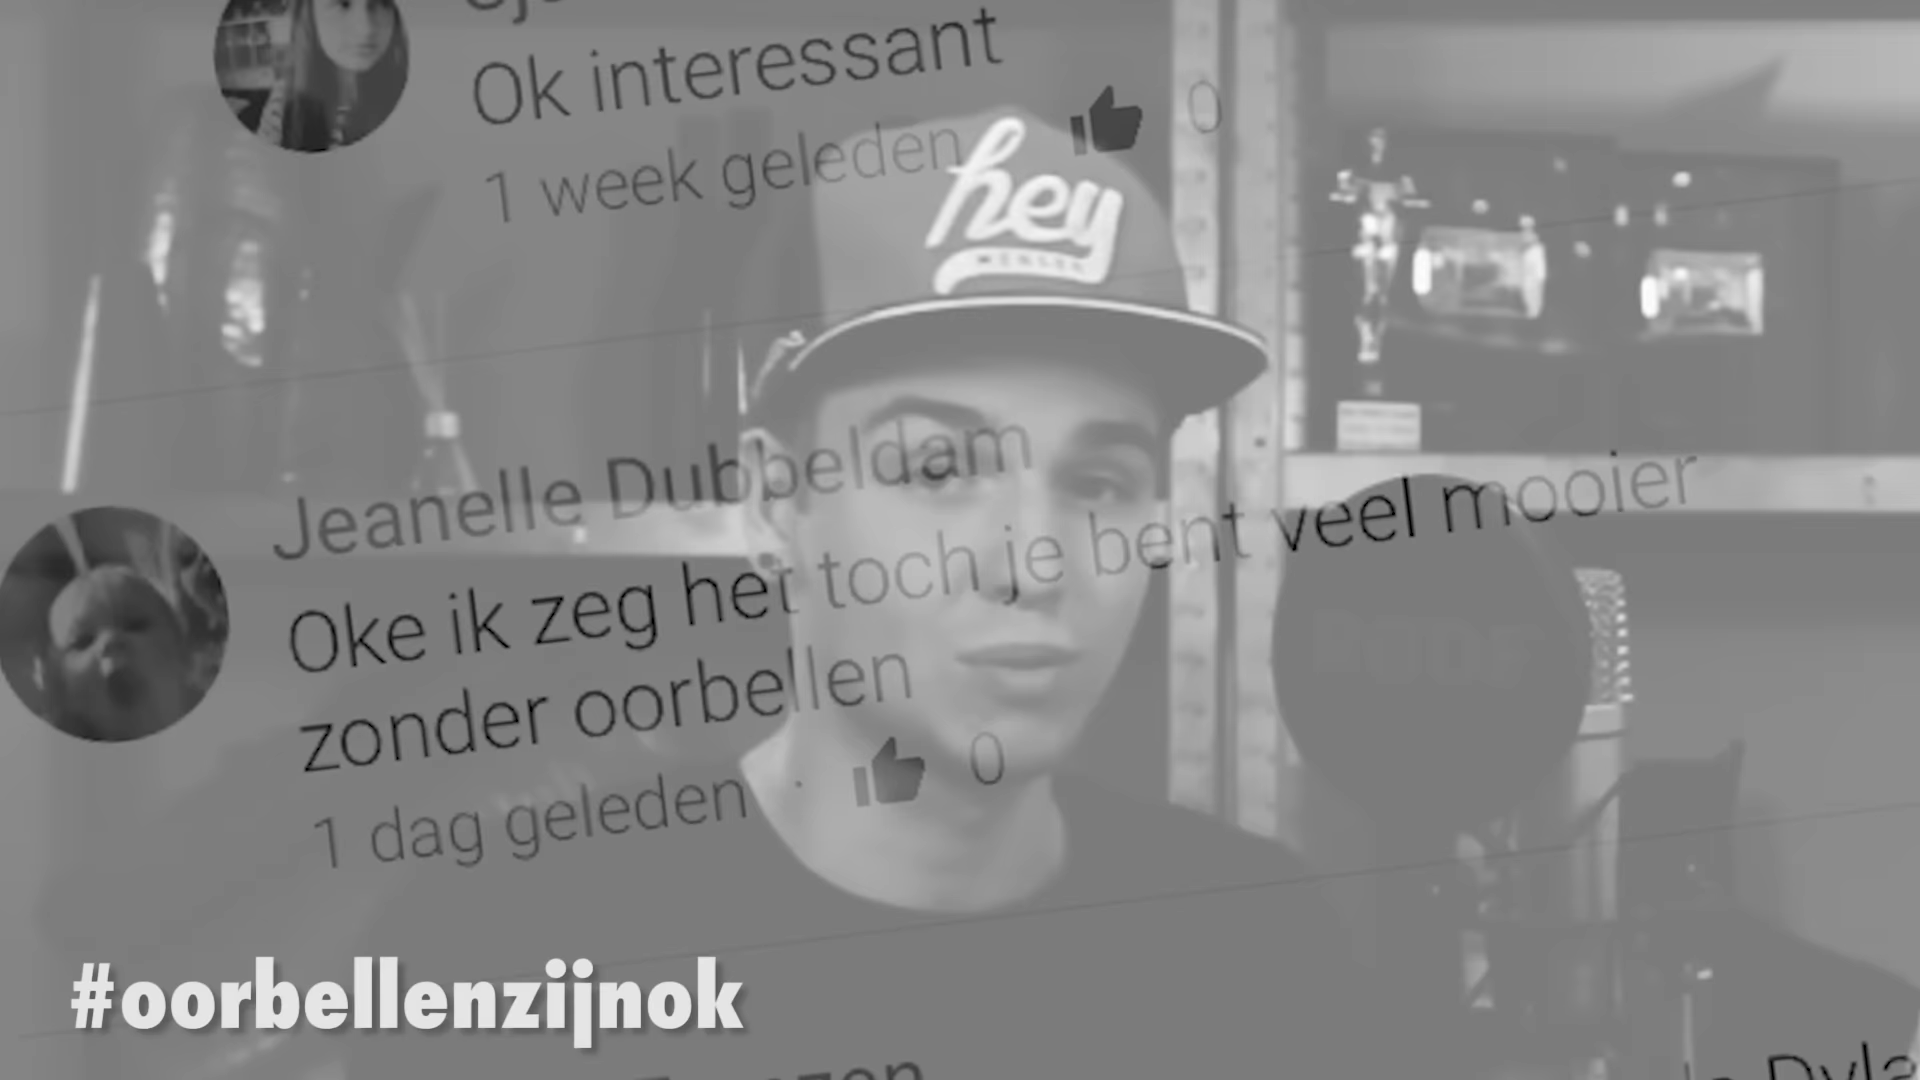 Ok interessant
1 week geleden
0
hey
Jeanelle Dubbeldam
Oke ik zeg het toch je bent veel mooier
zonder oorbellen
1 dag geleden · 0
#oorbellenzijnok